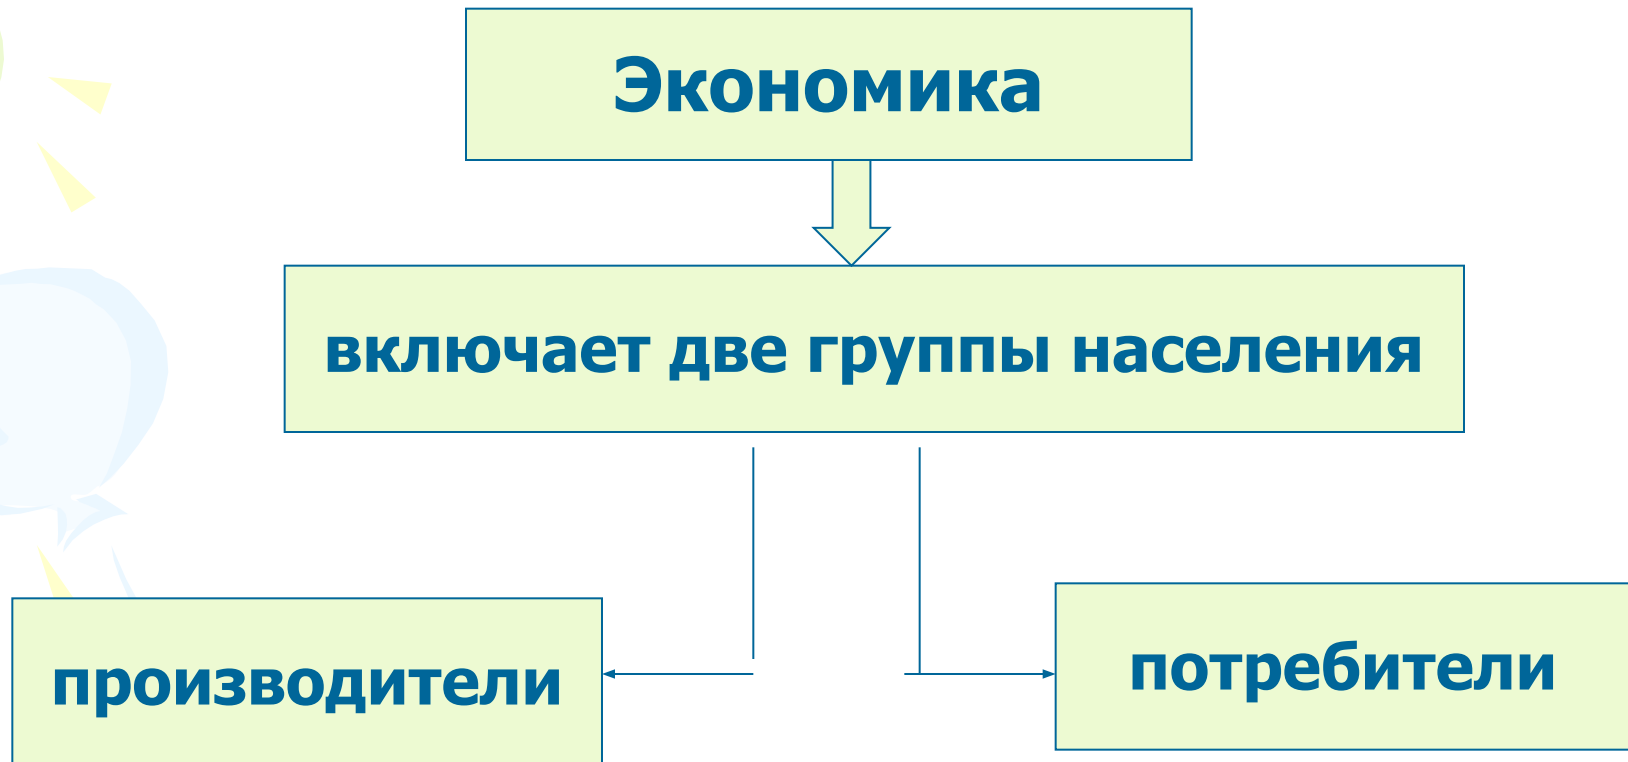 Экономика
включает две группы населения
производители
потребители